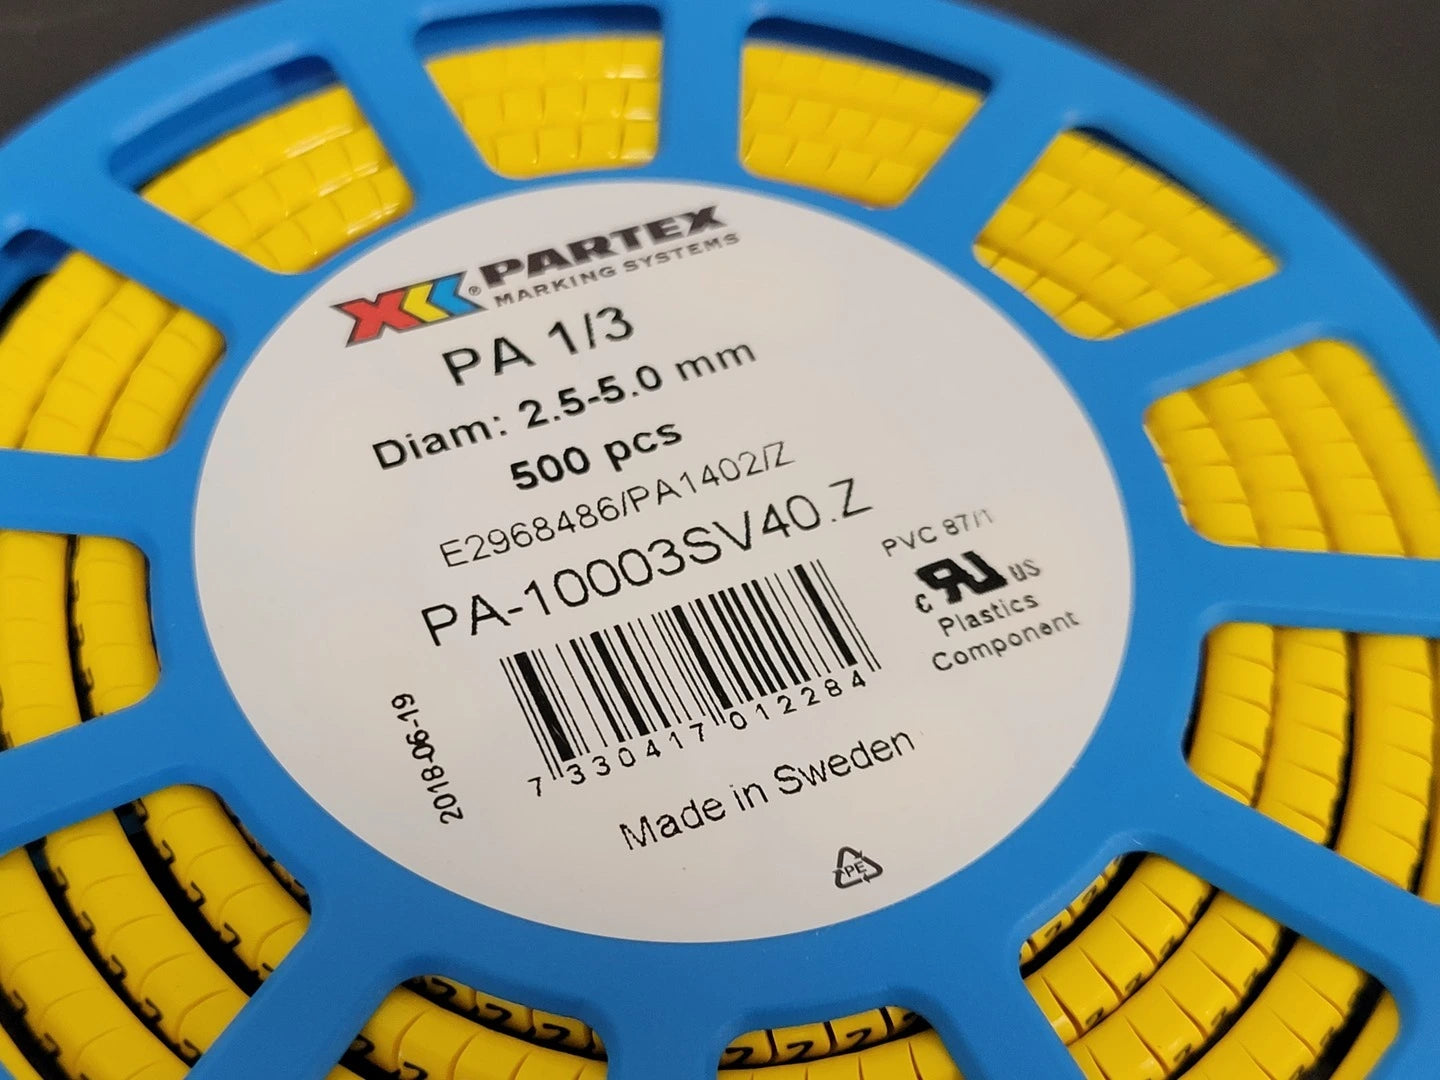 PARTEX
® MARKING SYSTEMS
PA 1/3
Diam: 2.5-5.0 mm
500 pcs
E2968486/PA1402/Z
PA-10003SV40.Z
PVC 87/1
c RU US
Plastics
Component
7 330417 012284
2018-06-19
Made in Sweden
PE
Z Z Z Z